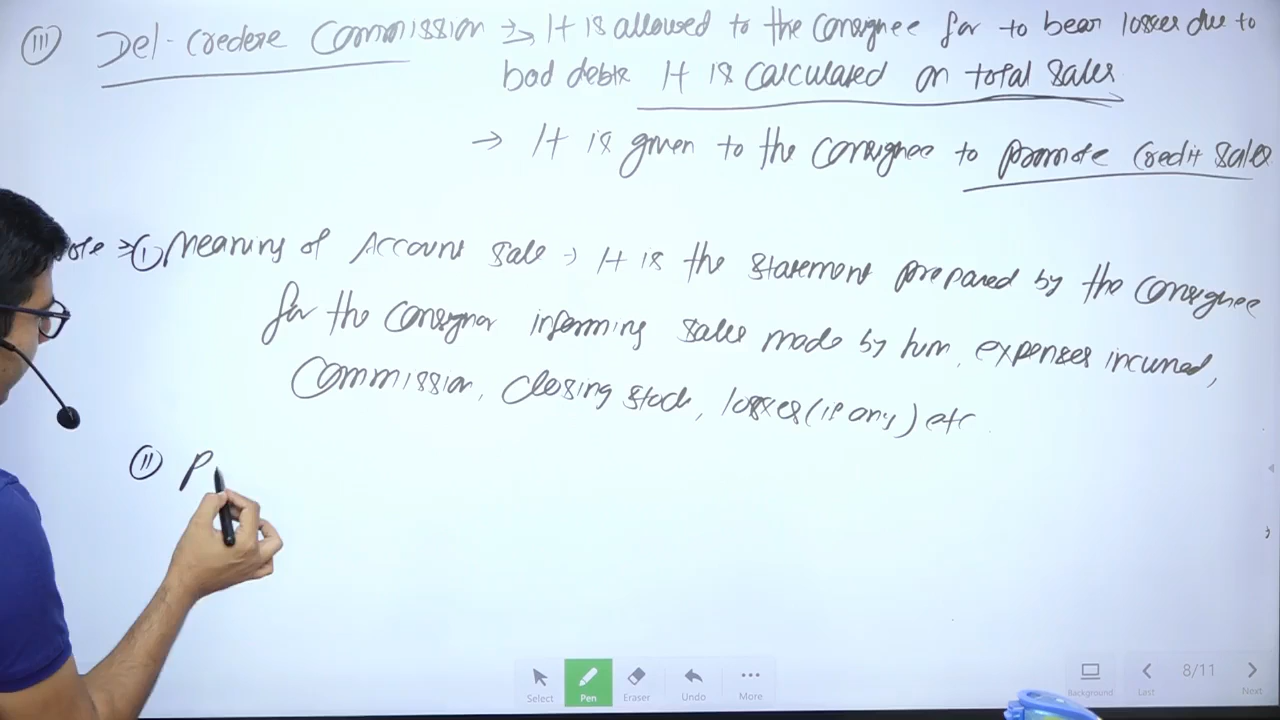 III Del-Credere Commission → It is allowed to the Consignee for to bear losses due to
bad debts It is calculated on total sales
→ It is given to the Consignee to promote Credit Sales
ote ⇒ I Meaning of Account Sale → It is the statement prepared by the Consignee
for the Consignor informing sales made by him, expenses incurred,
Commission, closing stock, losses (if any) etc
II P
Select Pen Eraser Undo More Background Last 8/11 Next